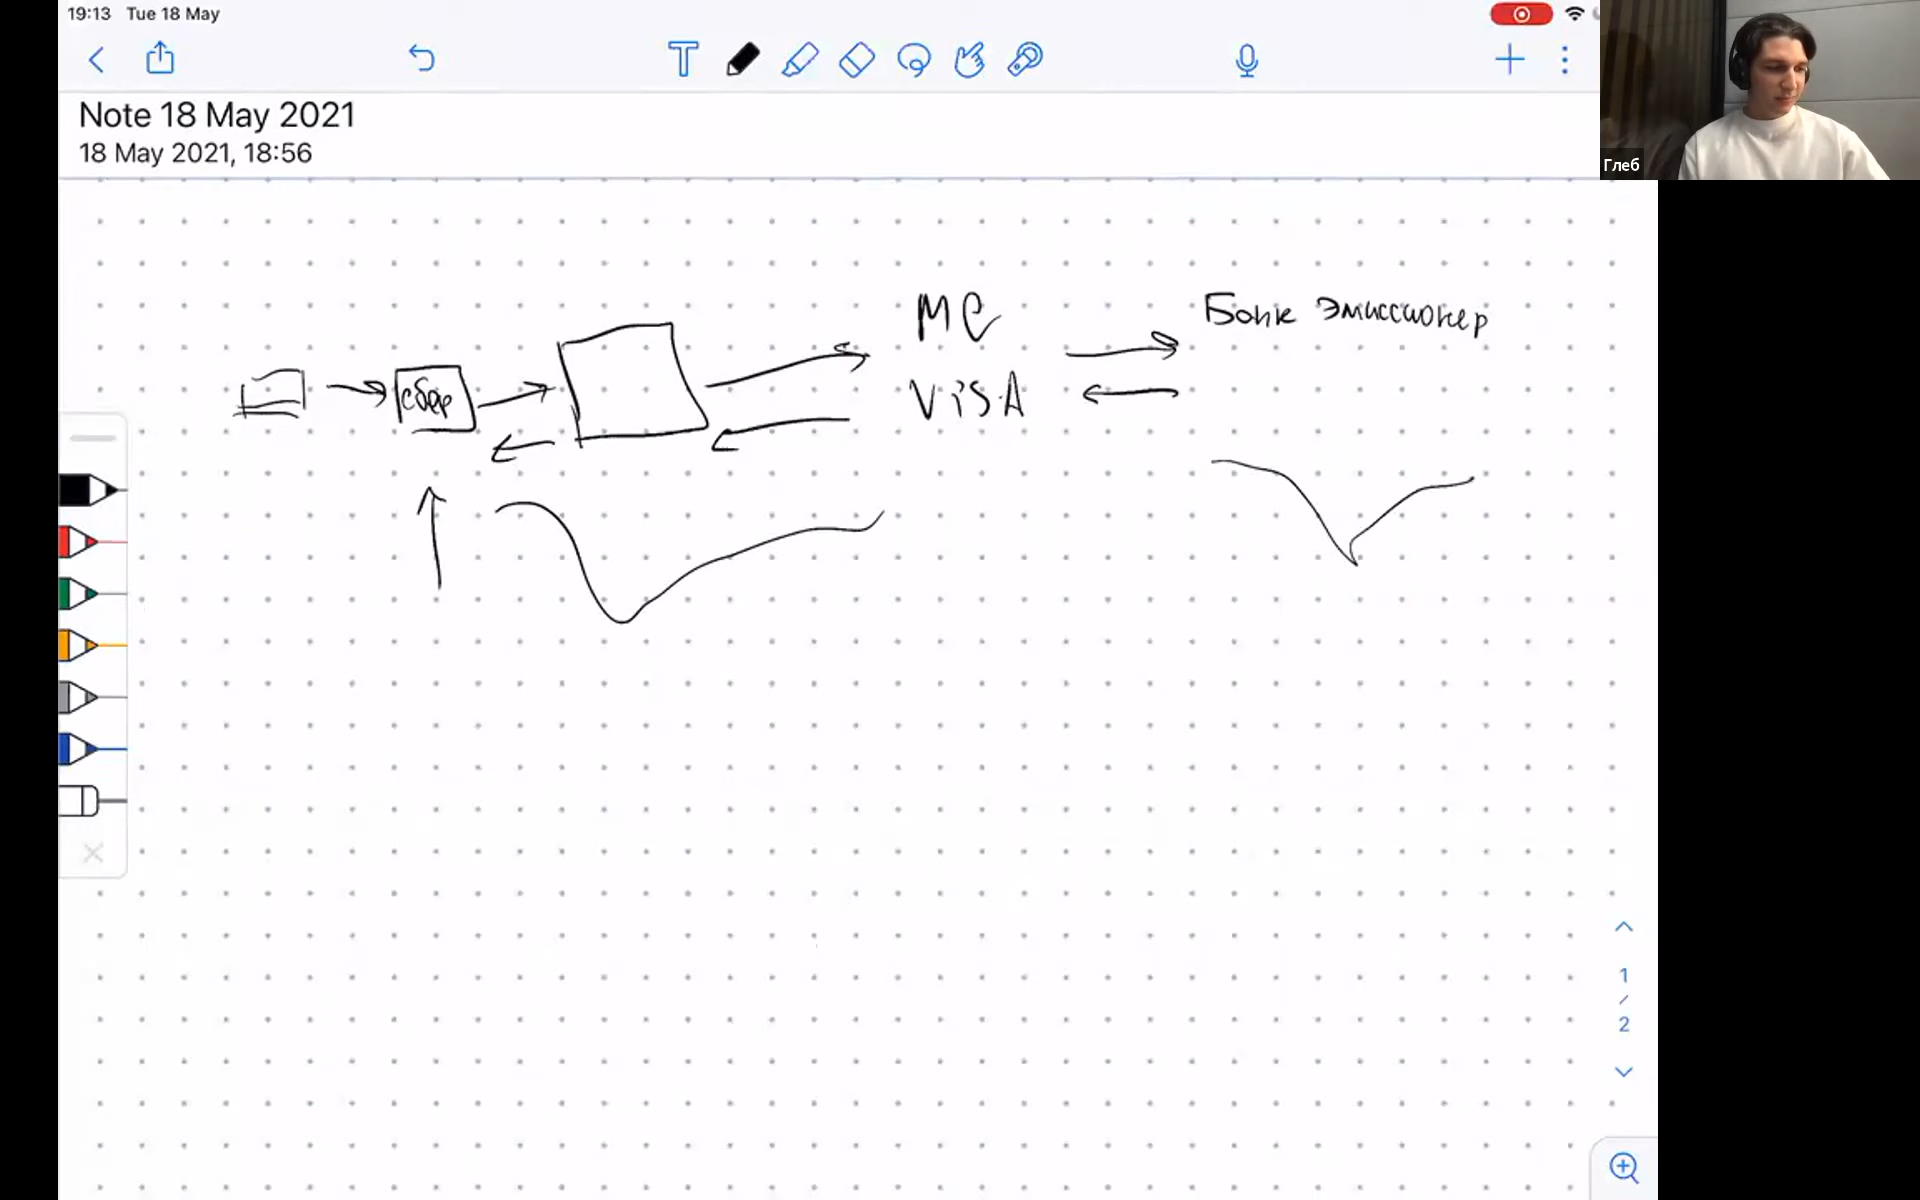 19:13 Tue 18 May
Note 18 May 2021
18 May 2021, 18:56
Глеб
MC
Банк эмиссионер
сбер
VISA
1
/
2